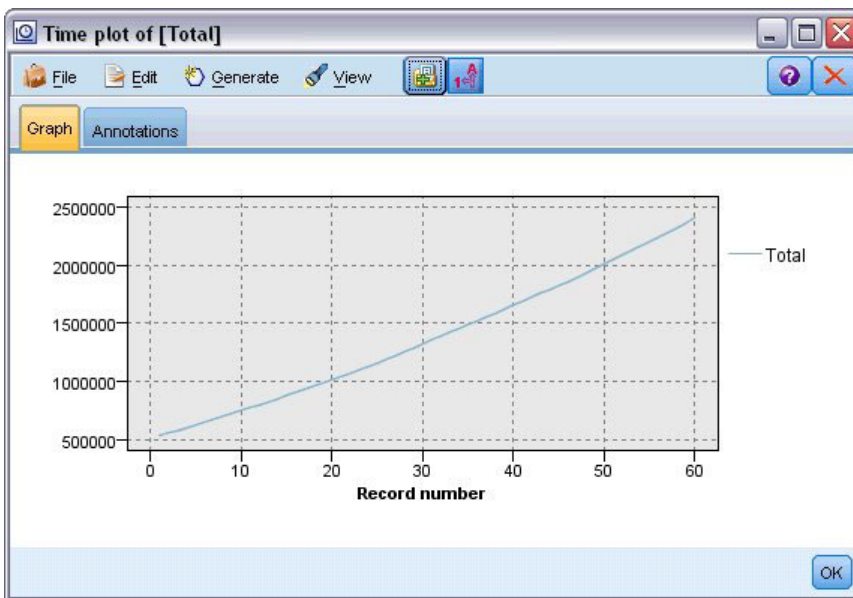 Time plot of [Total]
File Edit Generate View
Graph Annotations
2500000
2000000
1500000
1000000
500000
Total
0 10 20 30 40 50 60
Record number
OK